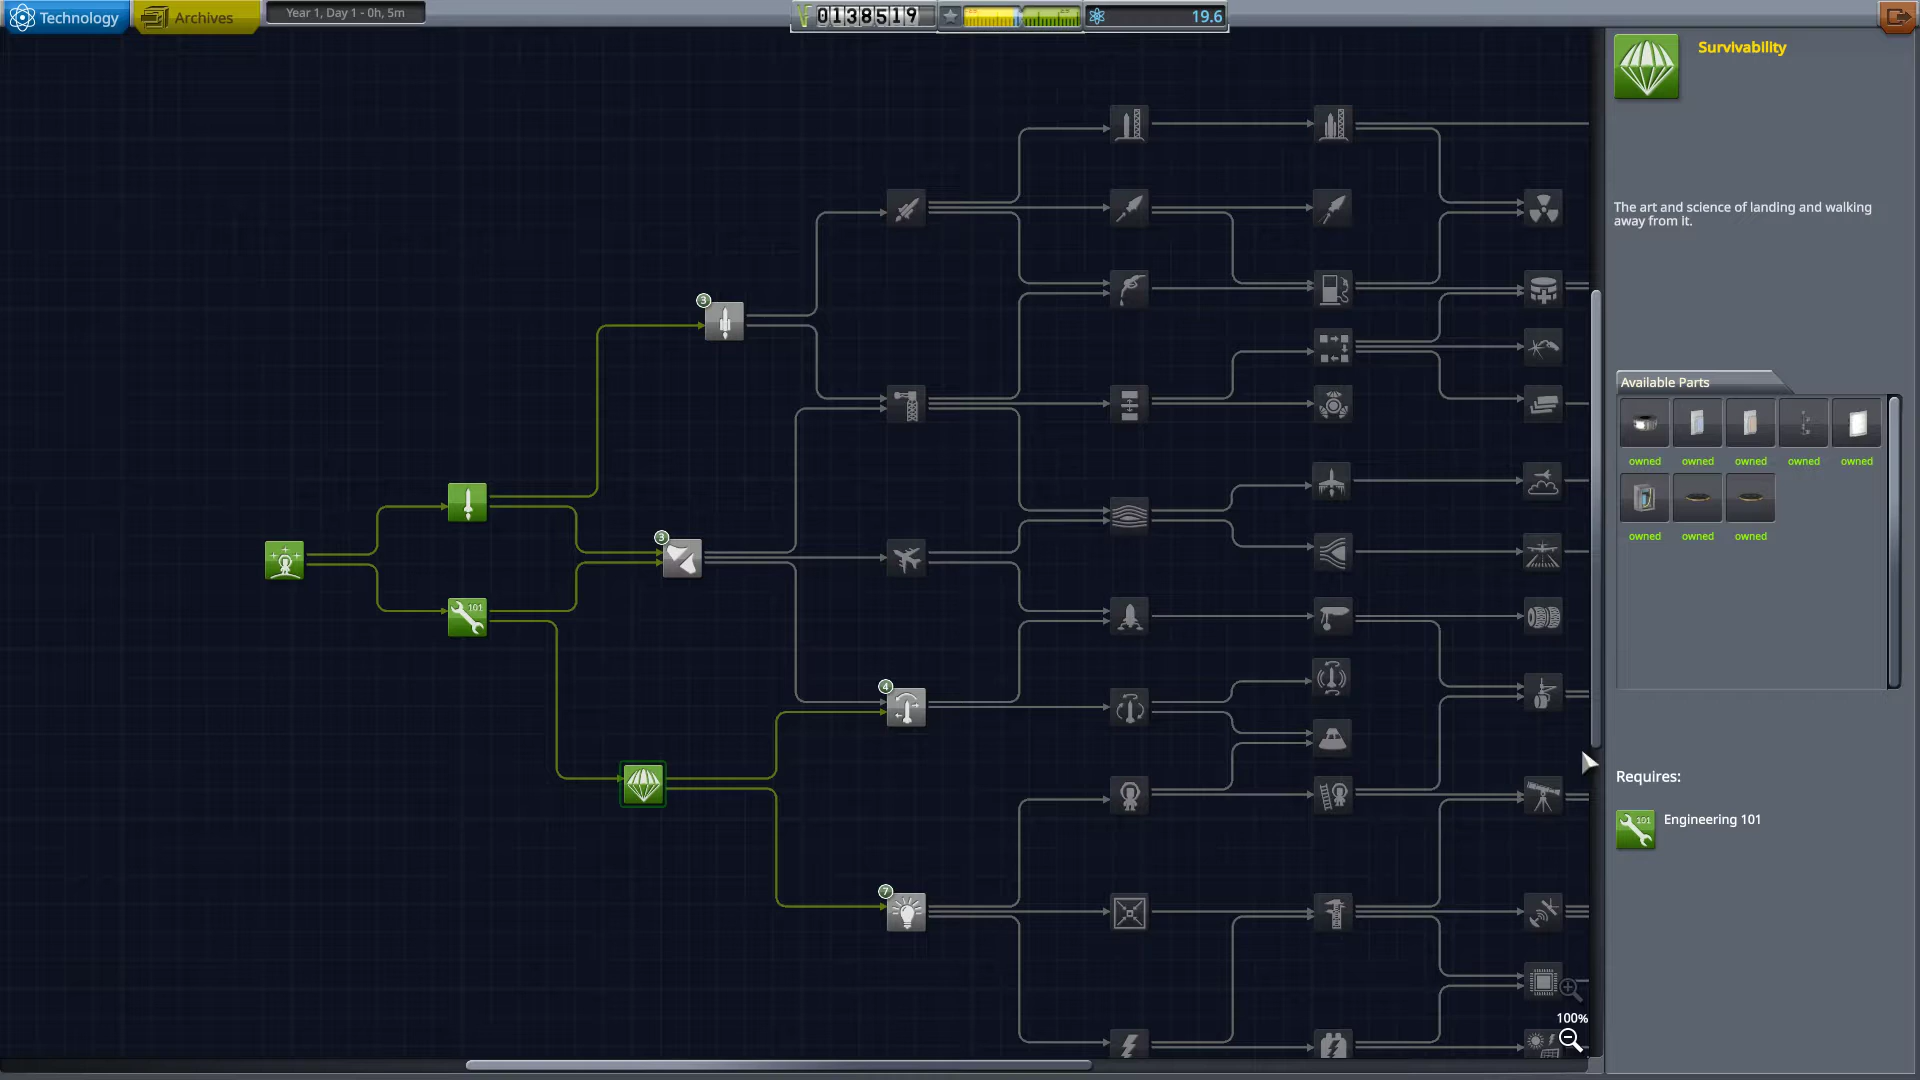 Technology
Archives
Year 1, Day 1 - 0h, 5m
0138519
19.6
Survivability
The art and science of landing and walking
away from it.
Available Parts
owned owned owned owned owned
owned owned owned
Requires:
101
Engineering 101
3
3
101
4
7
100%